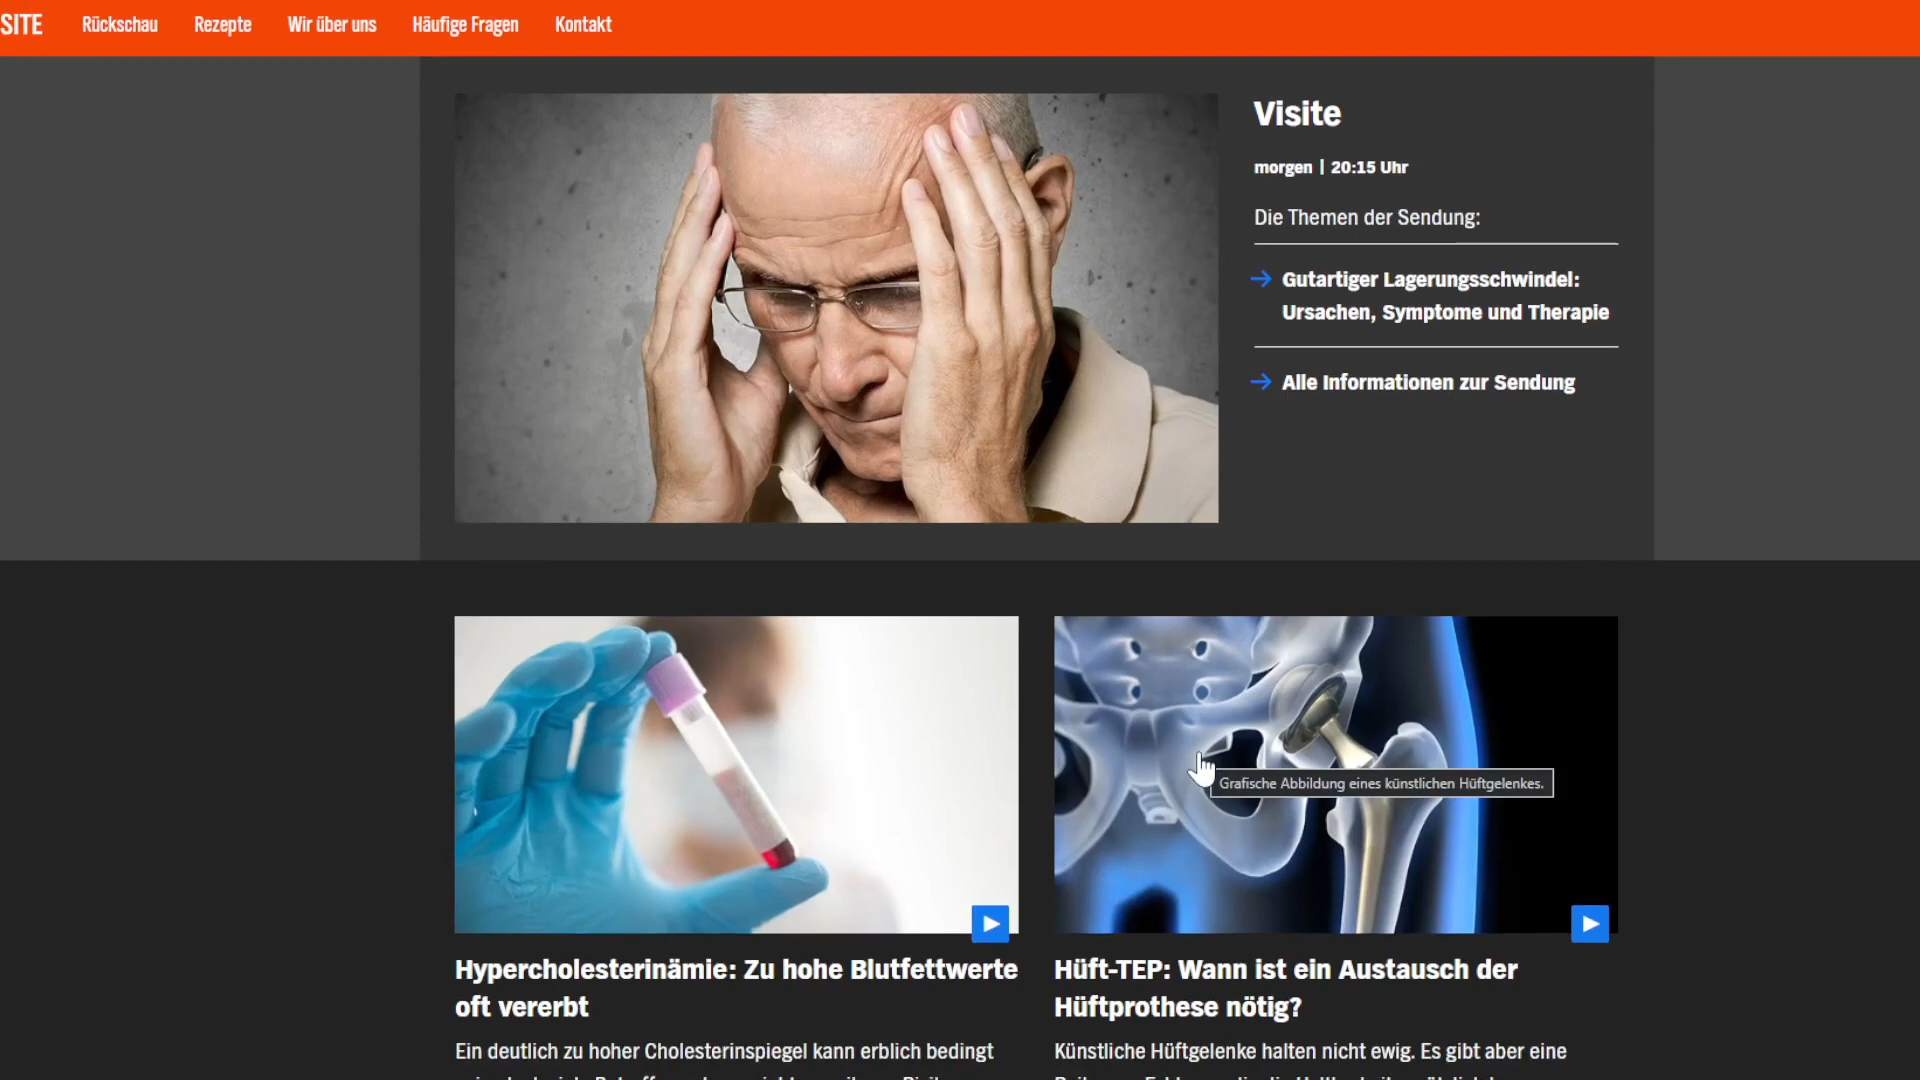 SITE Rückschau Rezepte Wir über uns Häufige Fragen Kontakt
Visite
morgen | 20:15 Uhr
Die Themen der Sendung:
Gutartiger Lagerungsschwindel:
Ursachen, Symptome und Therapie
Alle Informationen zur Sendung
Grafische Abbildung eines künstlichen Hüftgelenkes.
Hypercholesterinämie: Zu hohe Blutfettwerte
oft vererbt
Ein deutlich zu hoher Cholesterinspiegel kann erblich bedingt
Hüft-TEP: Wann ist ein Austausch der
Hüftprothese nötig?
Künstliche Hüftgelenke halten nicht ewig. Es gibt aber eine